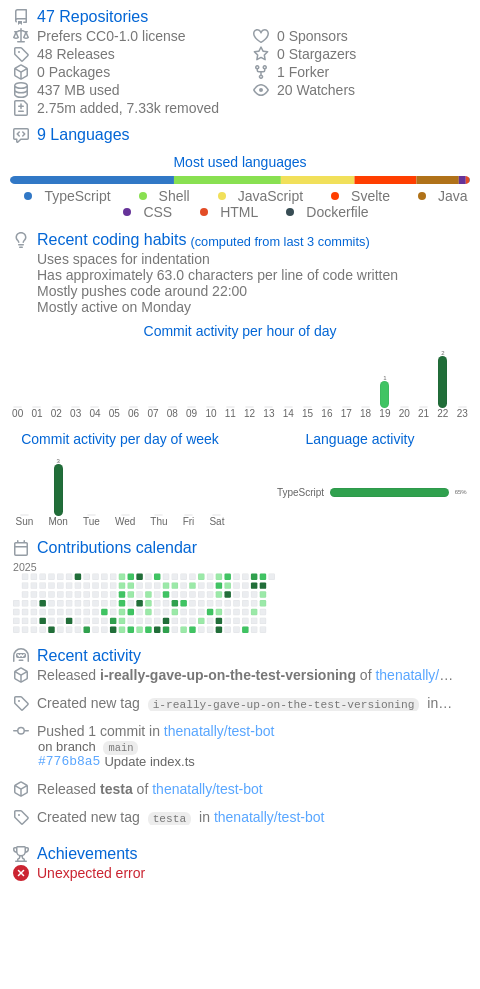 47 Repositories
Prefers CC0-1.0 license
0 Sponsors
48 Releases
0 Stargazers
0 Packages
1 Forker
437 MB used
20 Watchers
2.75m added, 7.33k removed
9 Languages
Most used languages
TypeScript Shell JavaScript Svelte Java
CSS HTML Dockerfile
Recent coding habits (computed from last 3 commits)
Uses spaces for indentation
Has approximately 63.0 characters per line of code written
Mostly pushes code around 22:00
Mostly active on Monday
Commit activity per hour of day
1
2
00 01 02 03 04 05 06 07 08 09 10 11 12 13 14 15 16 17 18 19 20 21 22 23
Commit activity per day of week
3
Sun Mon Tue Wed Thu Fri Sat
Language activity
TypeScript 65%
Contributions calendar
2025
Recent activity
Released i-really-gave-up-on-the-test-versioning of thenatally/…
Created new tag i-really-gave-up-on-the-test-versioning in…
Pushed 1 commit in thenatally/test-bot
on branch main
#776b8a5 Update index.ts
Released testa of thenatally/test-bot
Created new tag testa in thenatally/test-bot
Achievements
Unexpected error